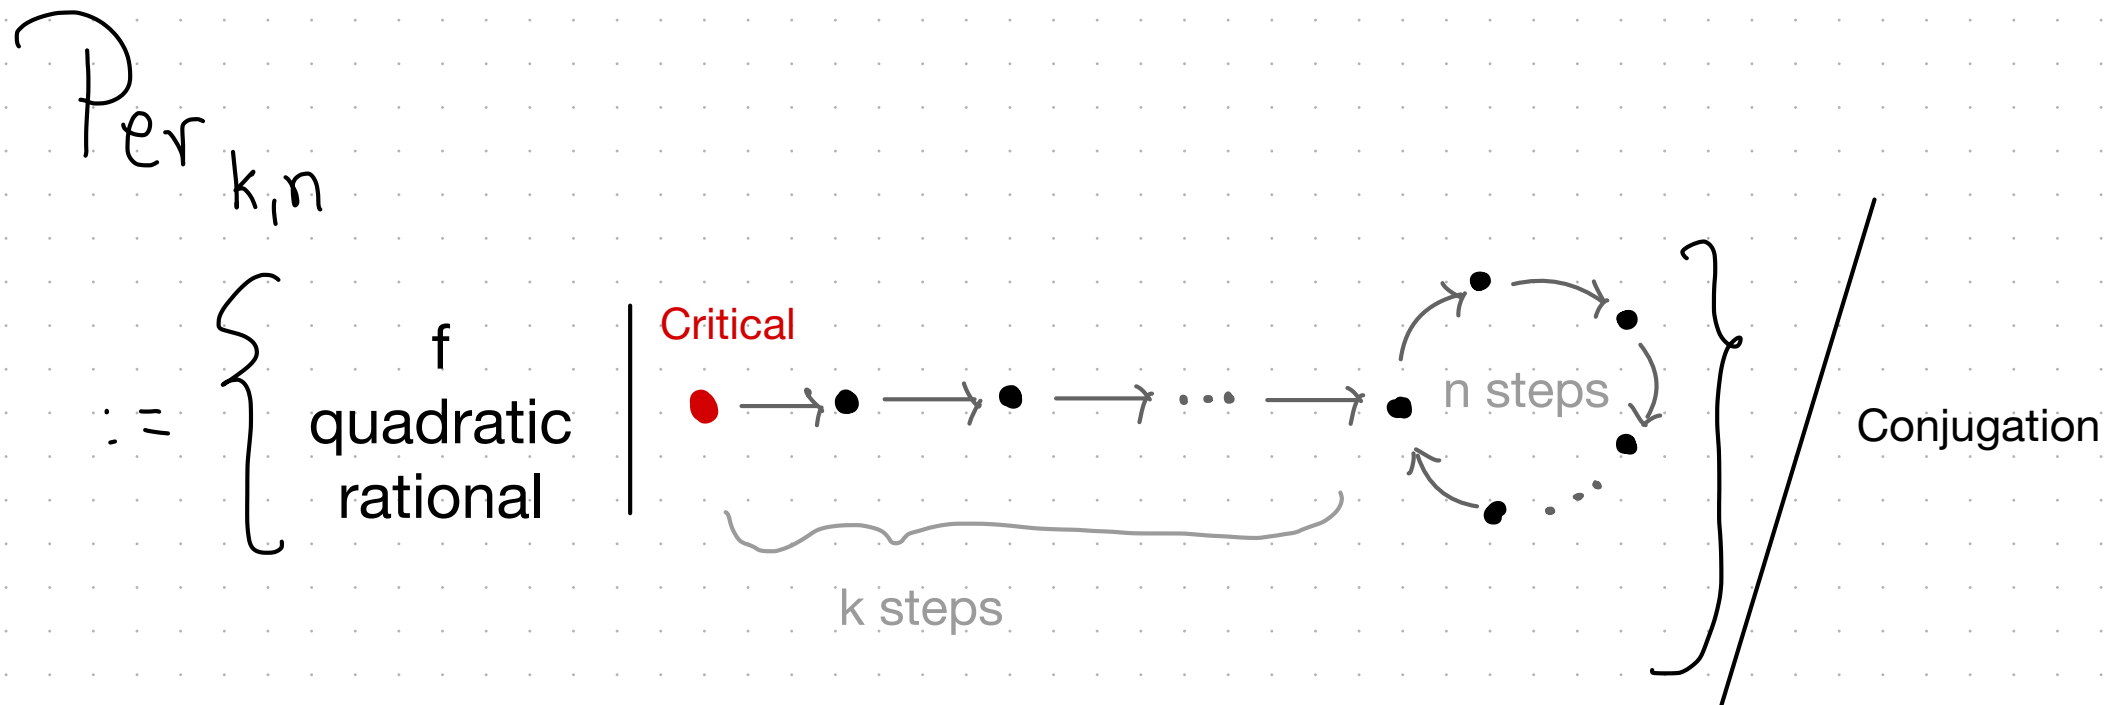 Per k,n
:= { f quadratic rational | Critical
n steps
} / Conjugation
k steps